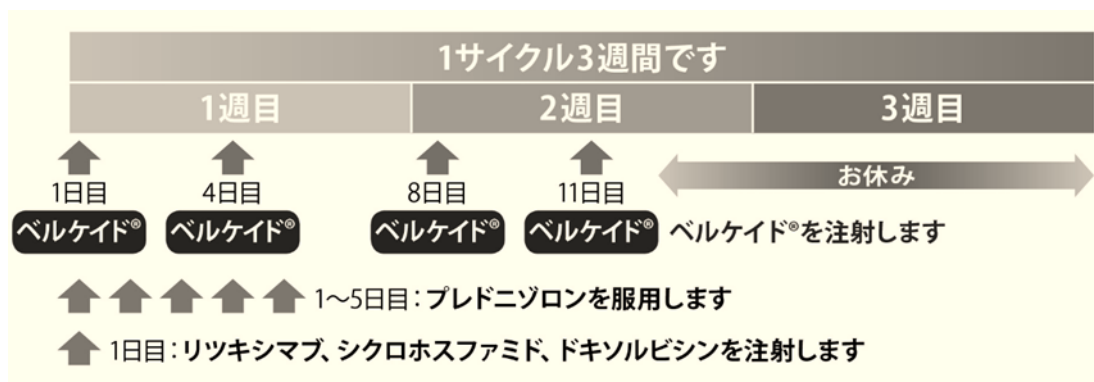 1サイクル3週間です
1週目 2週目 3週目
1日目 4日目 8日目 11日目 お休み
ベルケイド® ベルケイド® ベルケイド® ベルケイド® ベルケイド®を注射します
1〜5日目：プレドニゾロンを服用します
1日目：リツキシマブ、シクロホスファミド、ドキソルビシンを注射します